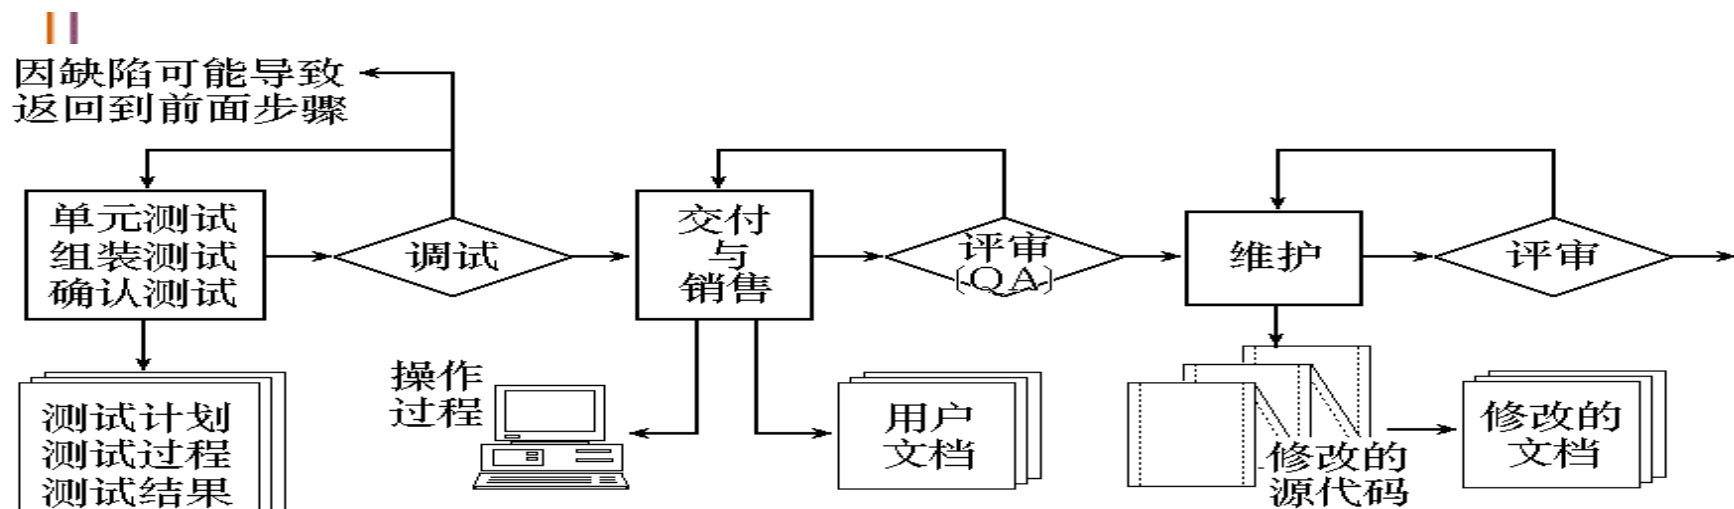 因缺陷可能导致
返回到前面步骤
单元测试
组装测试
确认测试
调试
交付
与
销售
评审
(QA)
维护
评审
测试计划
测试过程
测试结果
操作
过程
用户
文档
修改的
源代码
修改的
文档